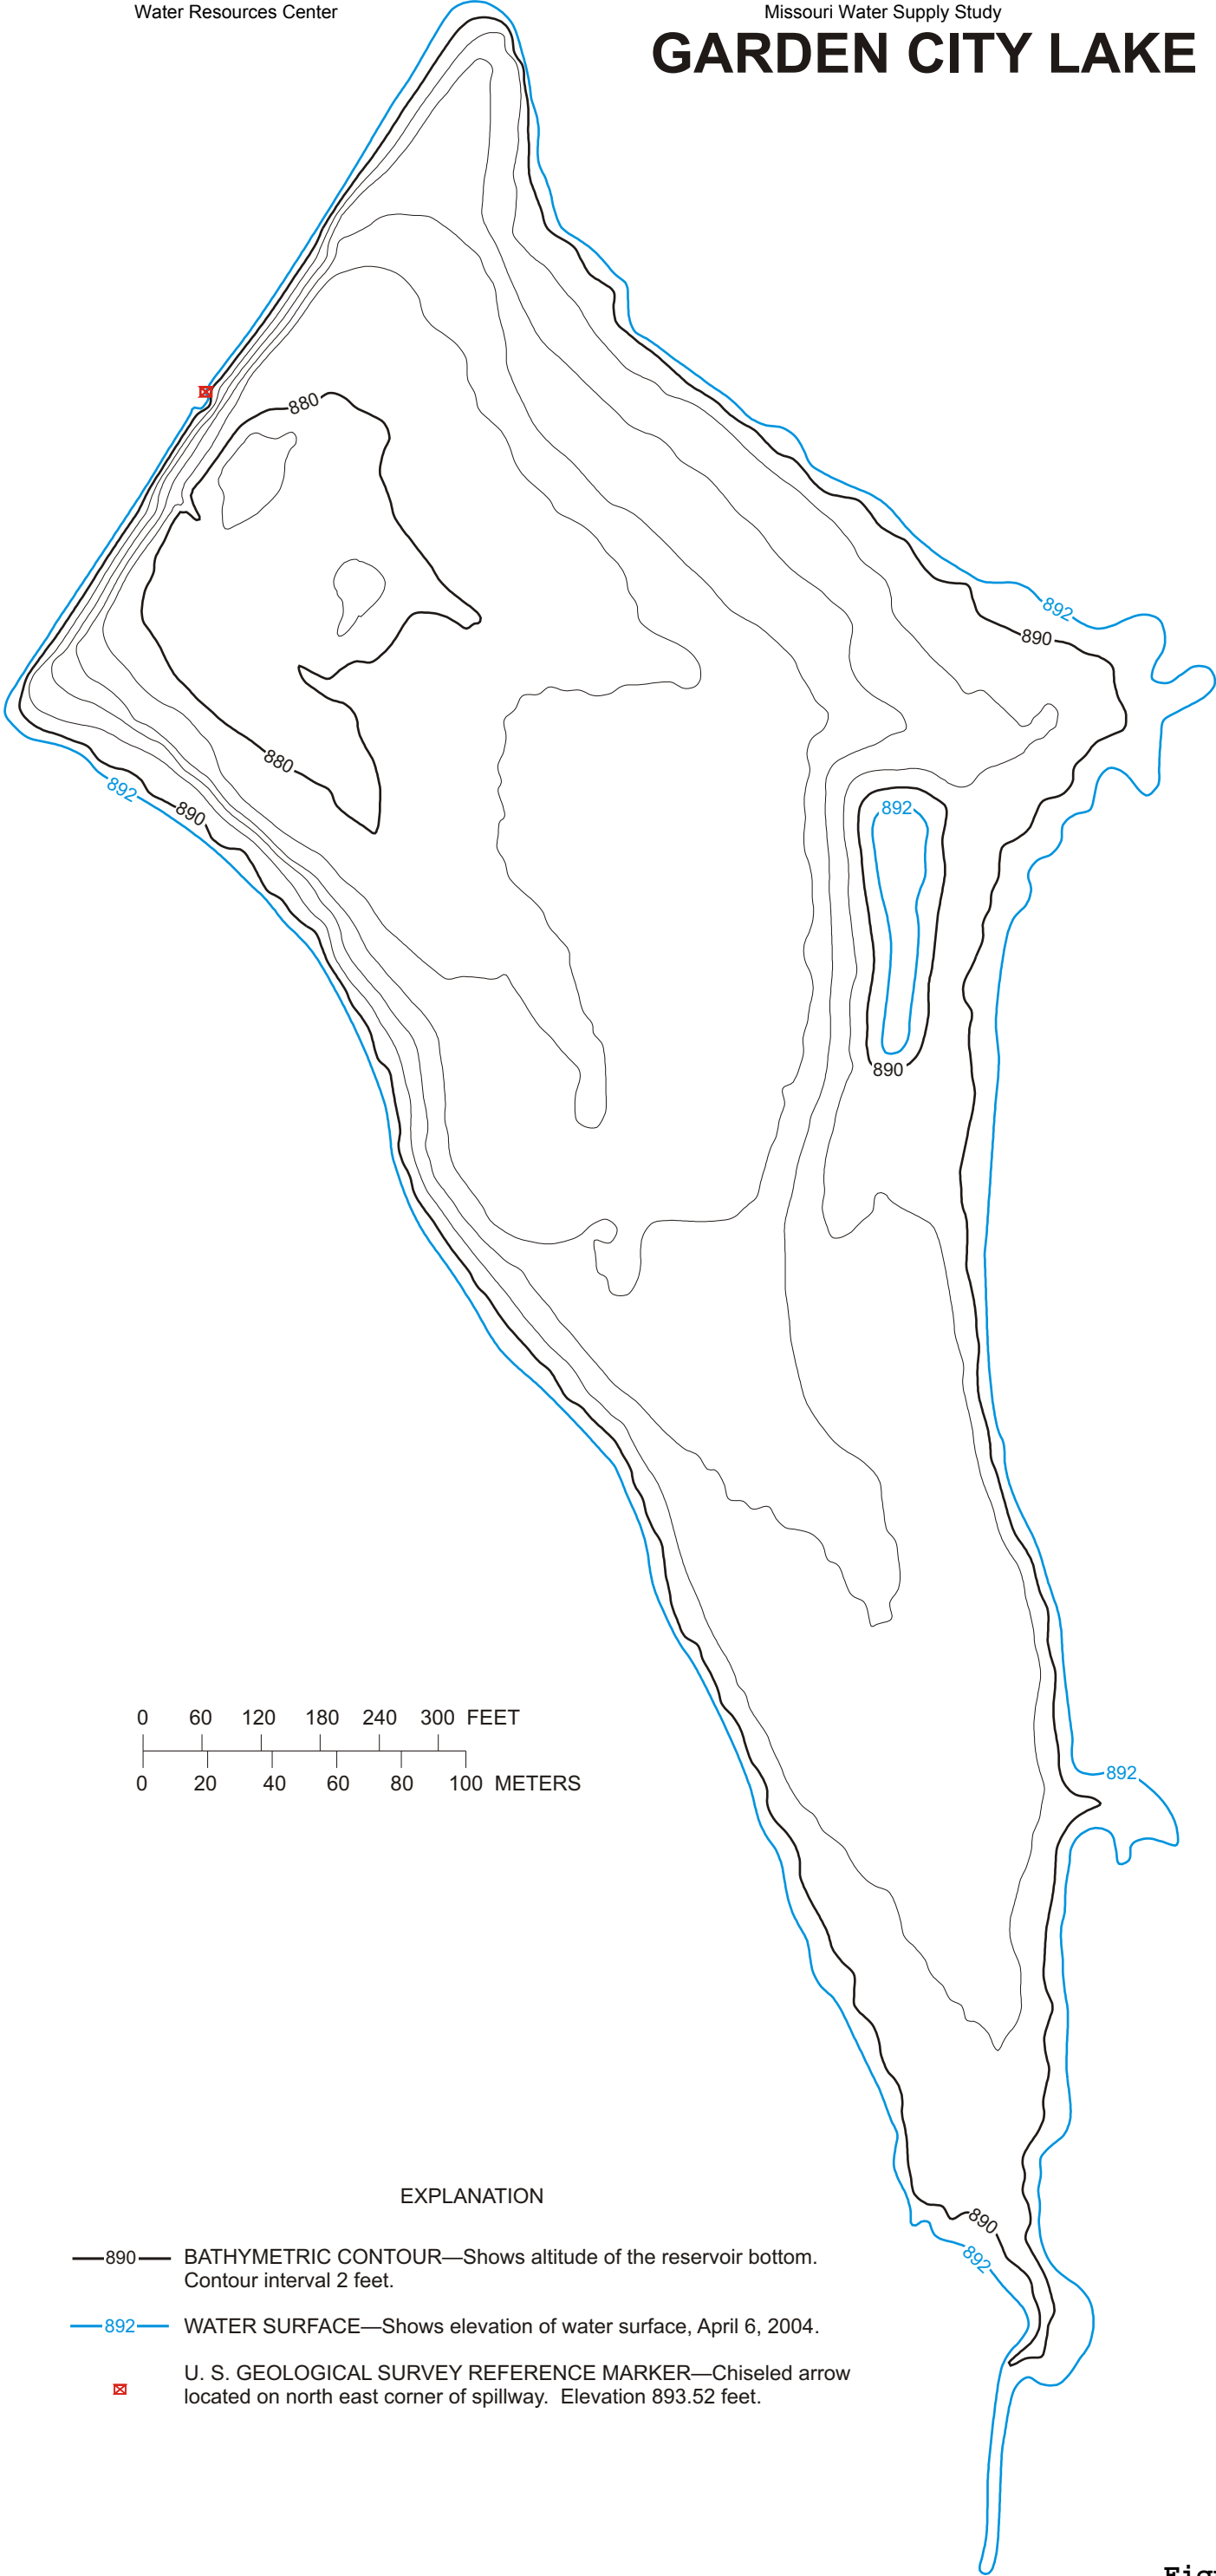 Water Resources Center
Missouri Water Supply Study
GARDEN CITY LAKE
880
892
890
892
880
892
890
890
0 60 120 180 240 300 FEET
0 20 40 60 80 100 METERS
892
EXPLANATION
890
892
890 BATHYMETRIC CONTOUR—Shows altitude of the reservoir bottom.
Contour interval 2 feet.
892 WATER SURFACE—Shows elevation of water surface, April 6, 2004.
U. S. GEOLOGICAL SURVEY REFERENCE MARKER—Chiseled arrow
located on north east corner of spillway. Elevation 893.52 feet.